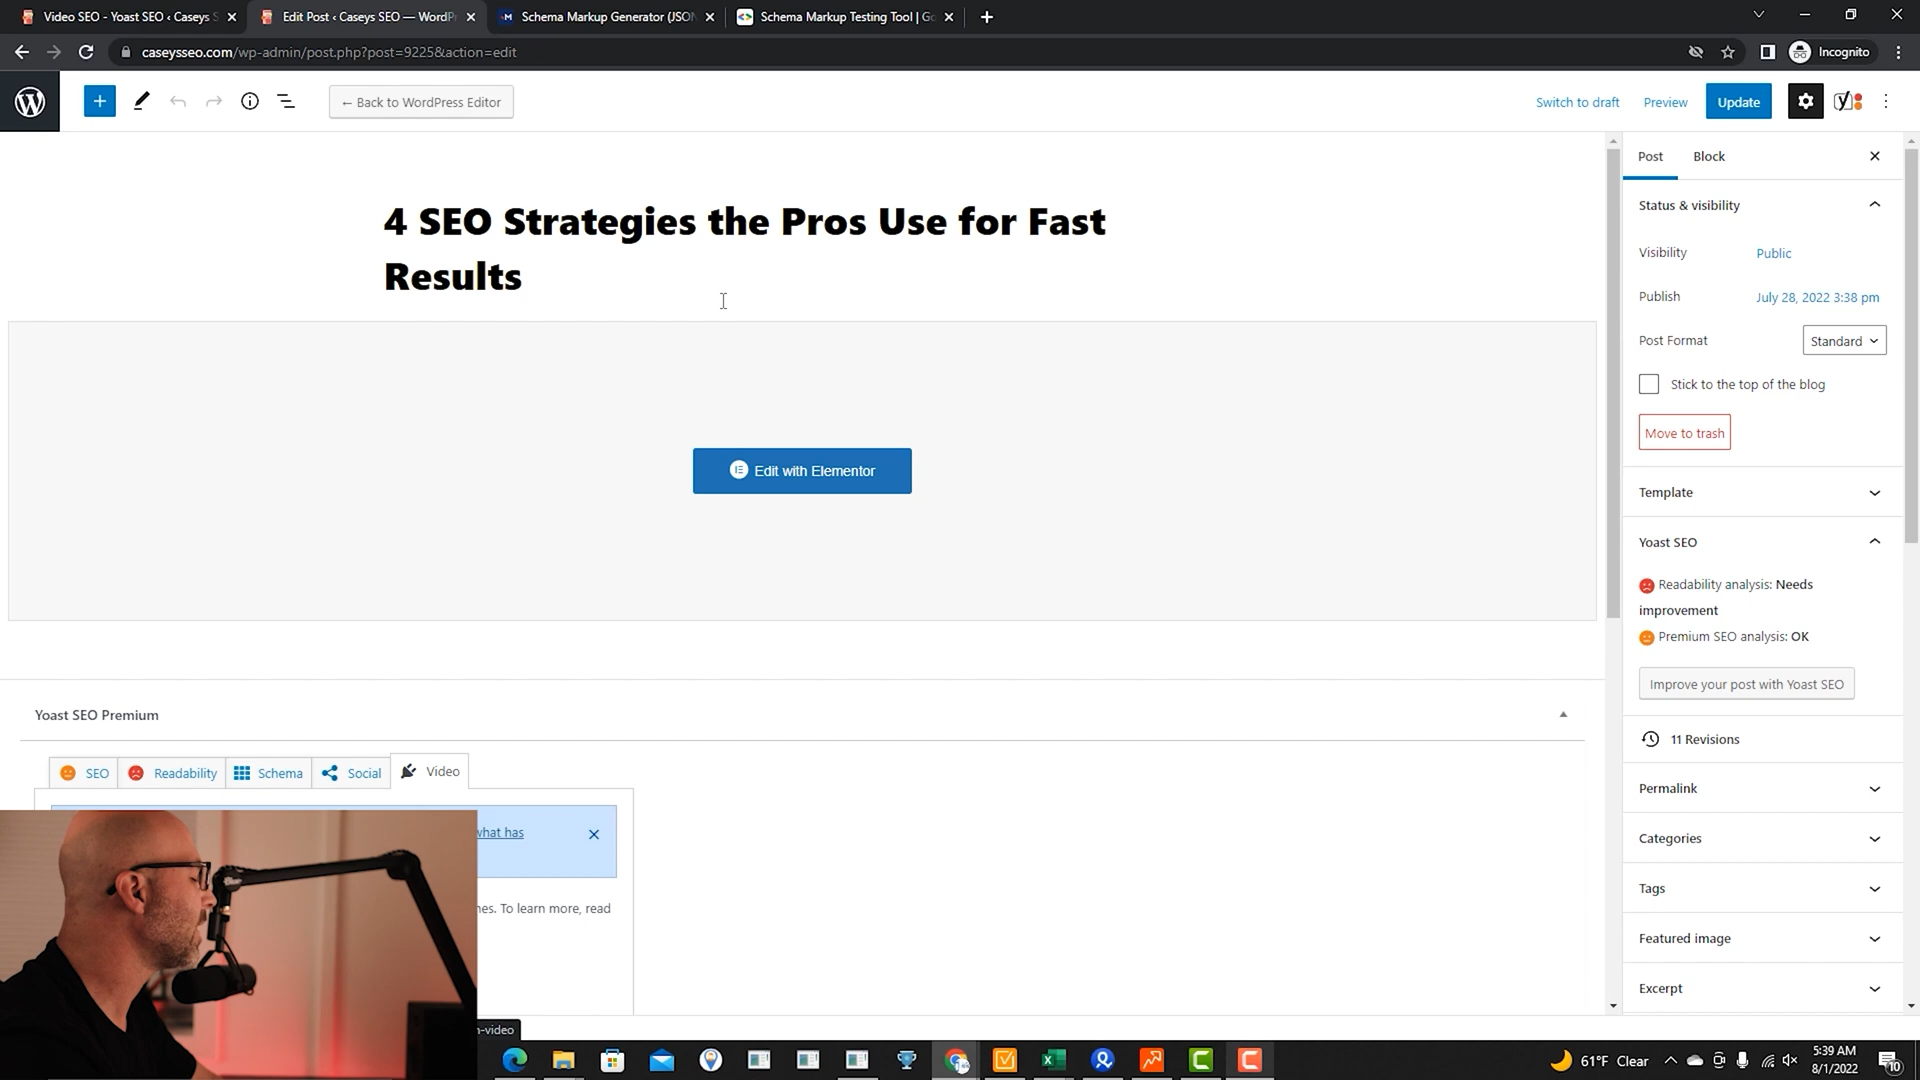 Video SEO - Yoast SEO ‹ Caseys S
Edit Post ‹ Caseys SEO — WordPr
Schema Markup Generator (JSON
Schema Markup Testing Tool | Go
caseysseo.com/wp-admin/post.php?post=9225&action=edit
Incognito
← Back to WordPress Editor
Switch to draft
Preview
Update
4 SEO Strategies the Pros Use for Fast
Results
Edit with Elementor
Yoast SEO Premium
SEO
Readability
Schema
Social
Video
what has
To learn more, read
n-video
Post
Block
Status & visibility
Visibility
Public
Publish
July 28, 2022 3:38 pm
Post Format
Standard
Stick to the top of the blog
Move to trash
Template
Yoast SEO
Readability analysis: Needs
improvement
Premium SEO analysis: OK
Improve your post with Yoast SEO
11 Revisions
Permalink
Categories
Tags
Featured image
Excerpt
61°F Clear
5:39 AM
8/1/2022
10